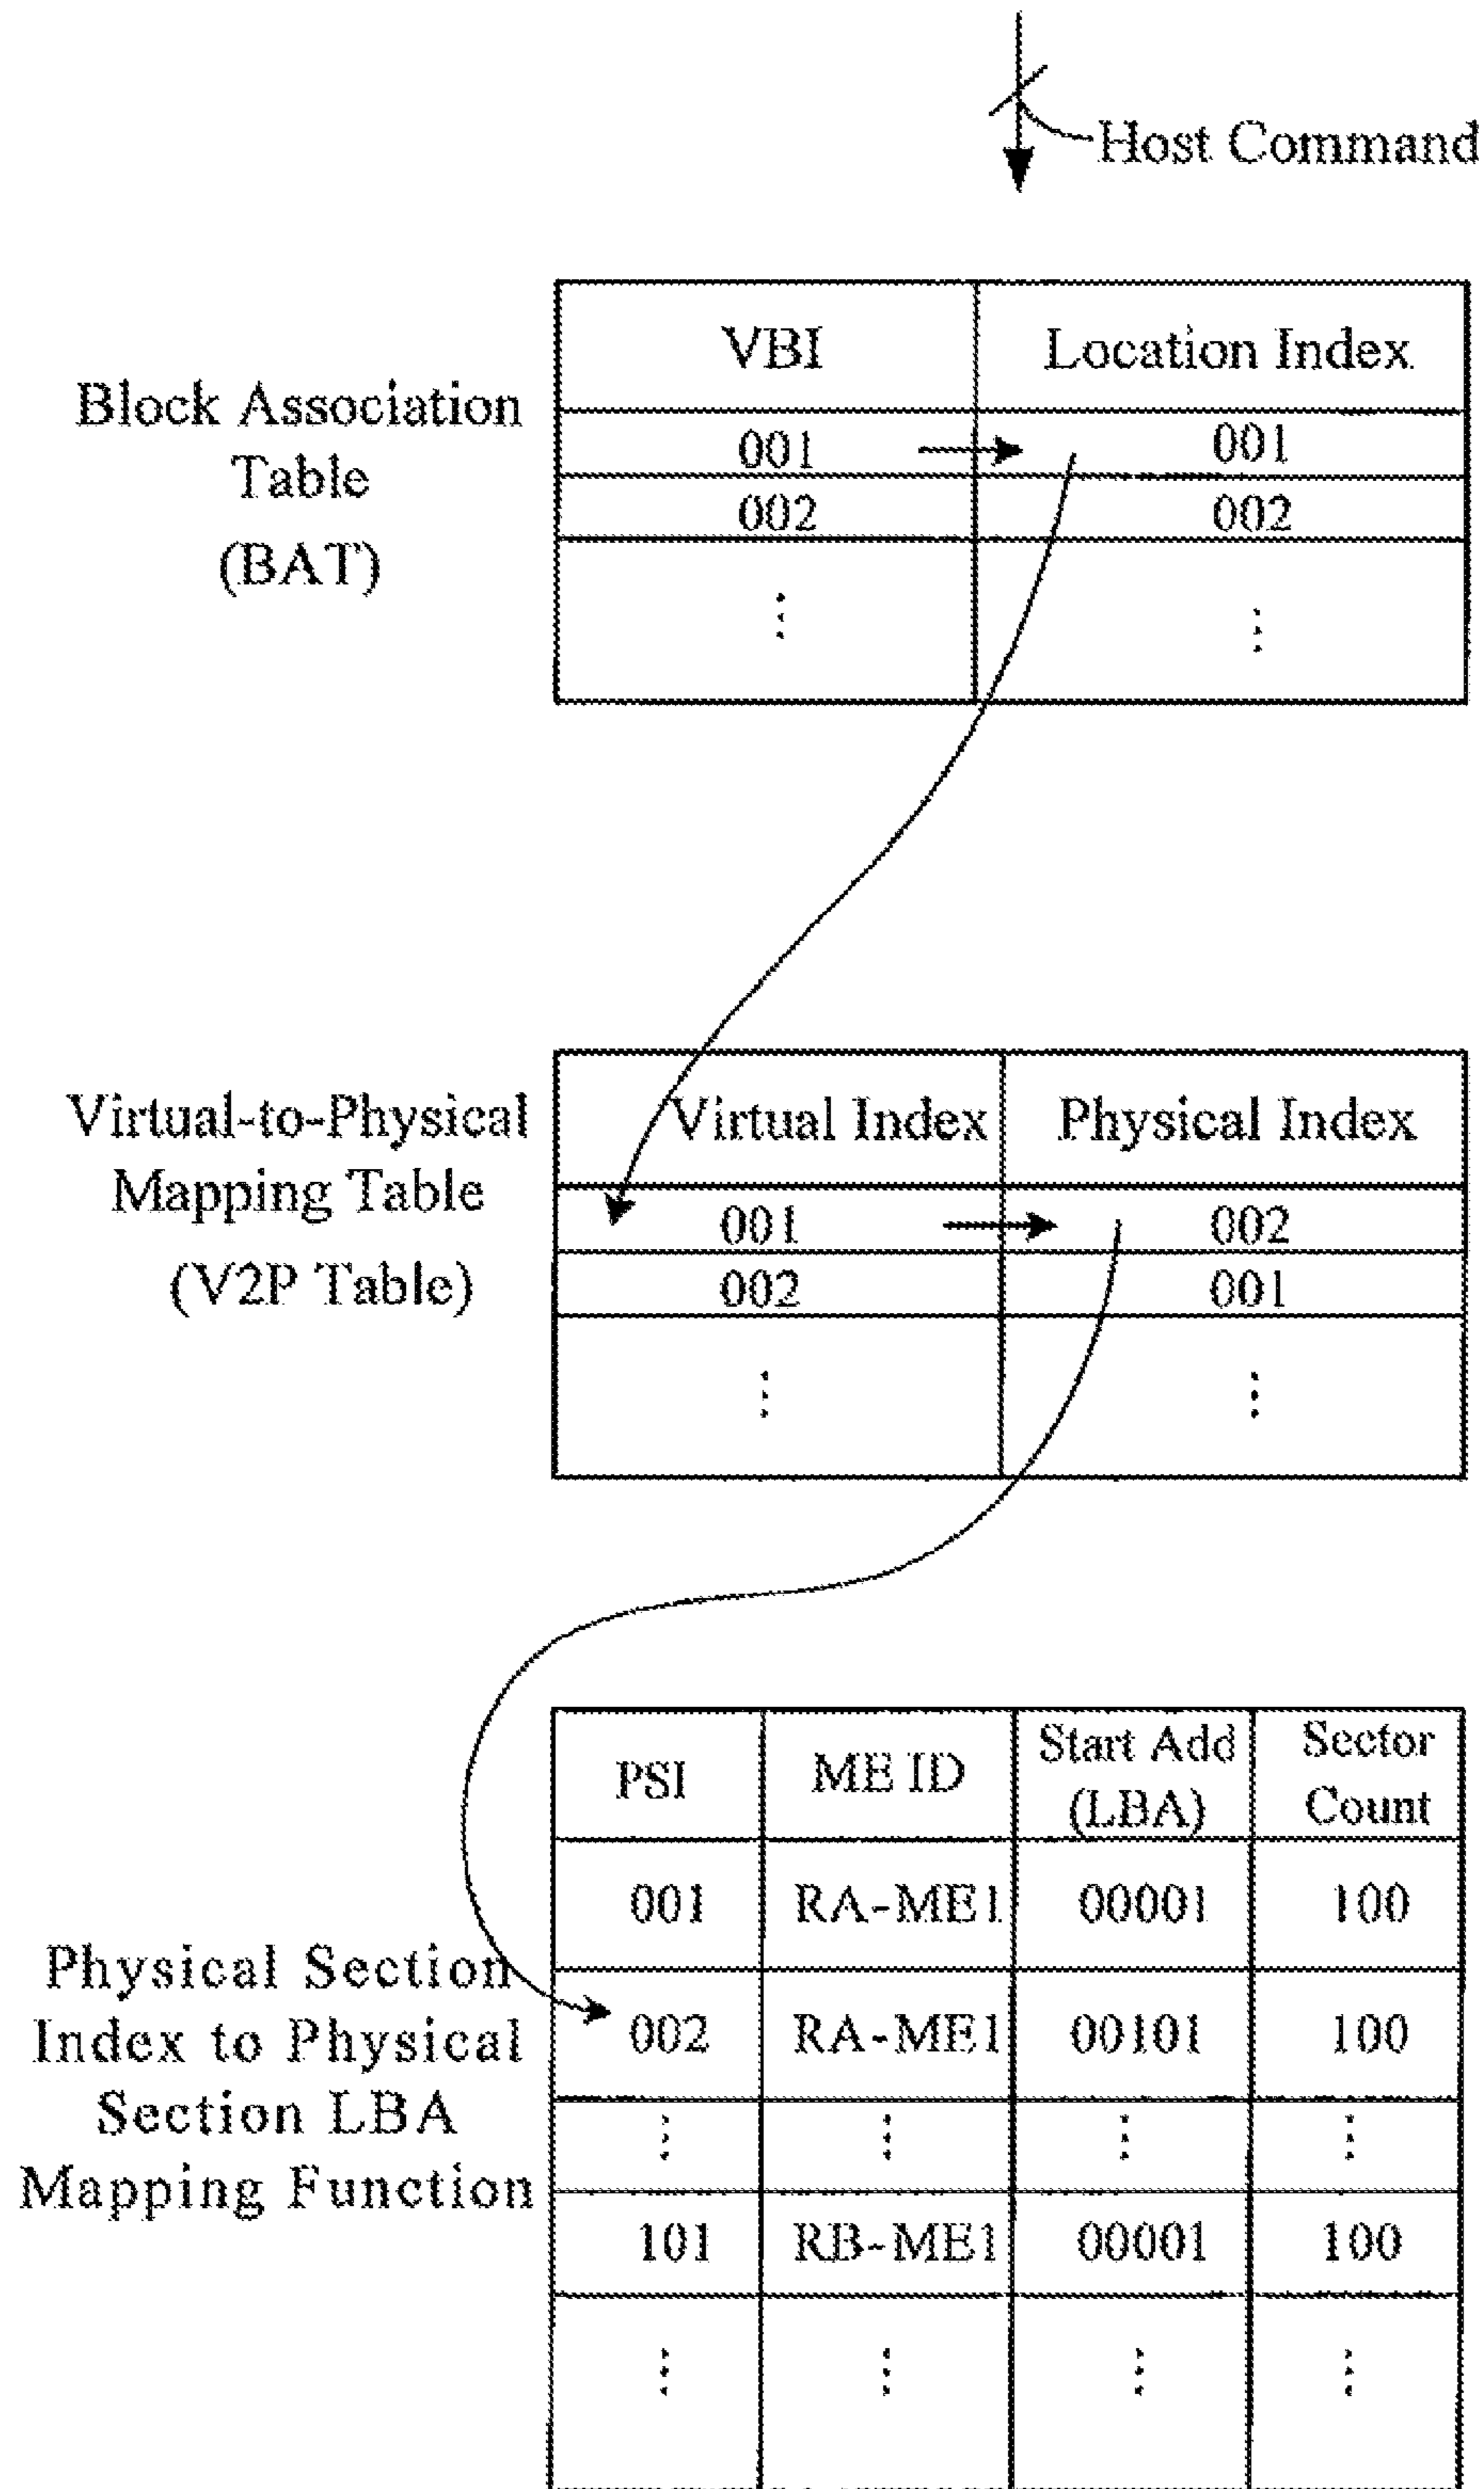 Host Command
Block Association
Table
(BAT)
VBI Location Index
001 001
002 002
Virtual-to-Physical
Mapping Table
(V2P Table)
Virtual Index Physical Index
001 002
002 001
Physical Section
Index to Physical
Section LBA
Mapping Function
PSI ME ID Start Add (LBA) Sector Count
001 RA-ME1 00001 100
002 RA-ME1 00101 100
101 RB-ME1 00001 100